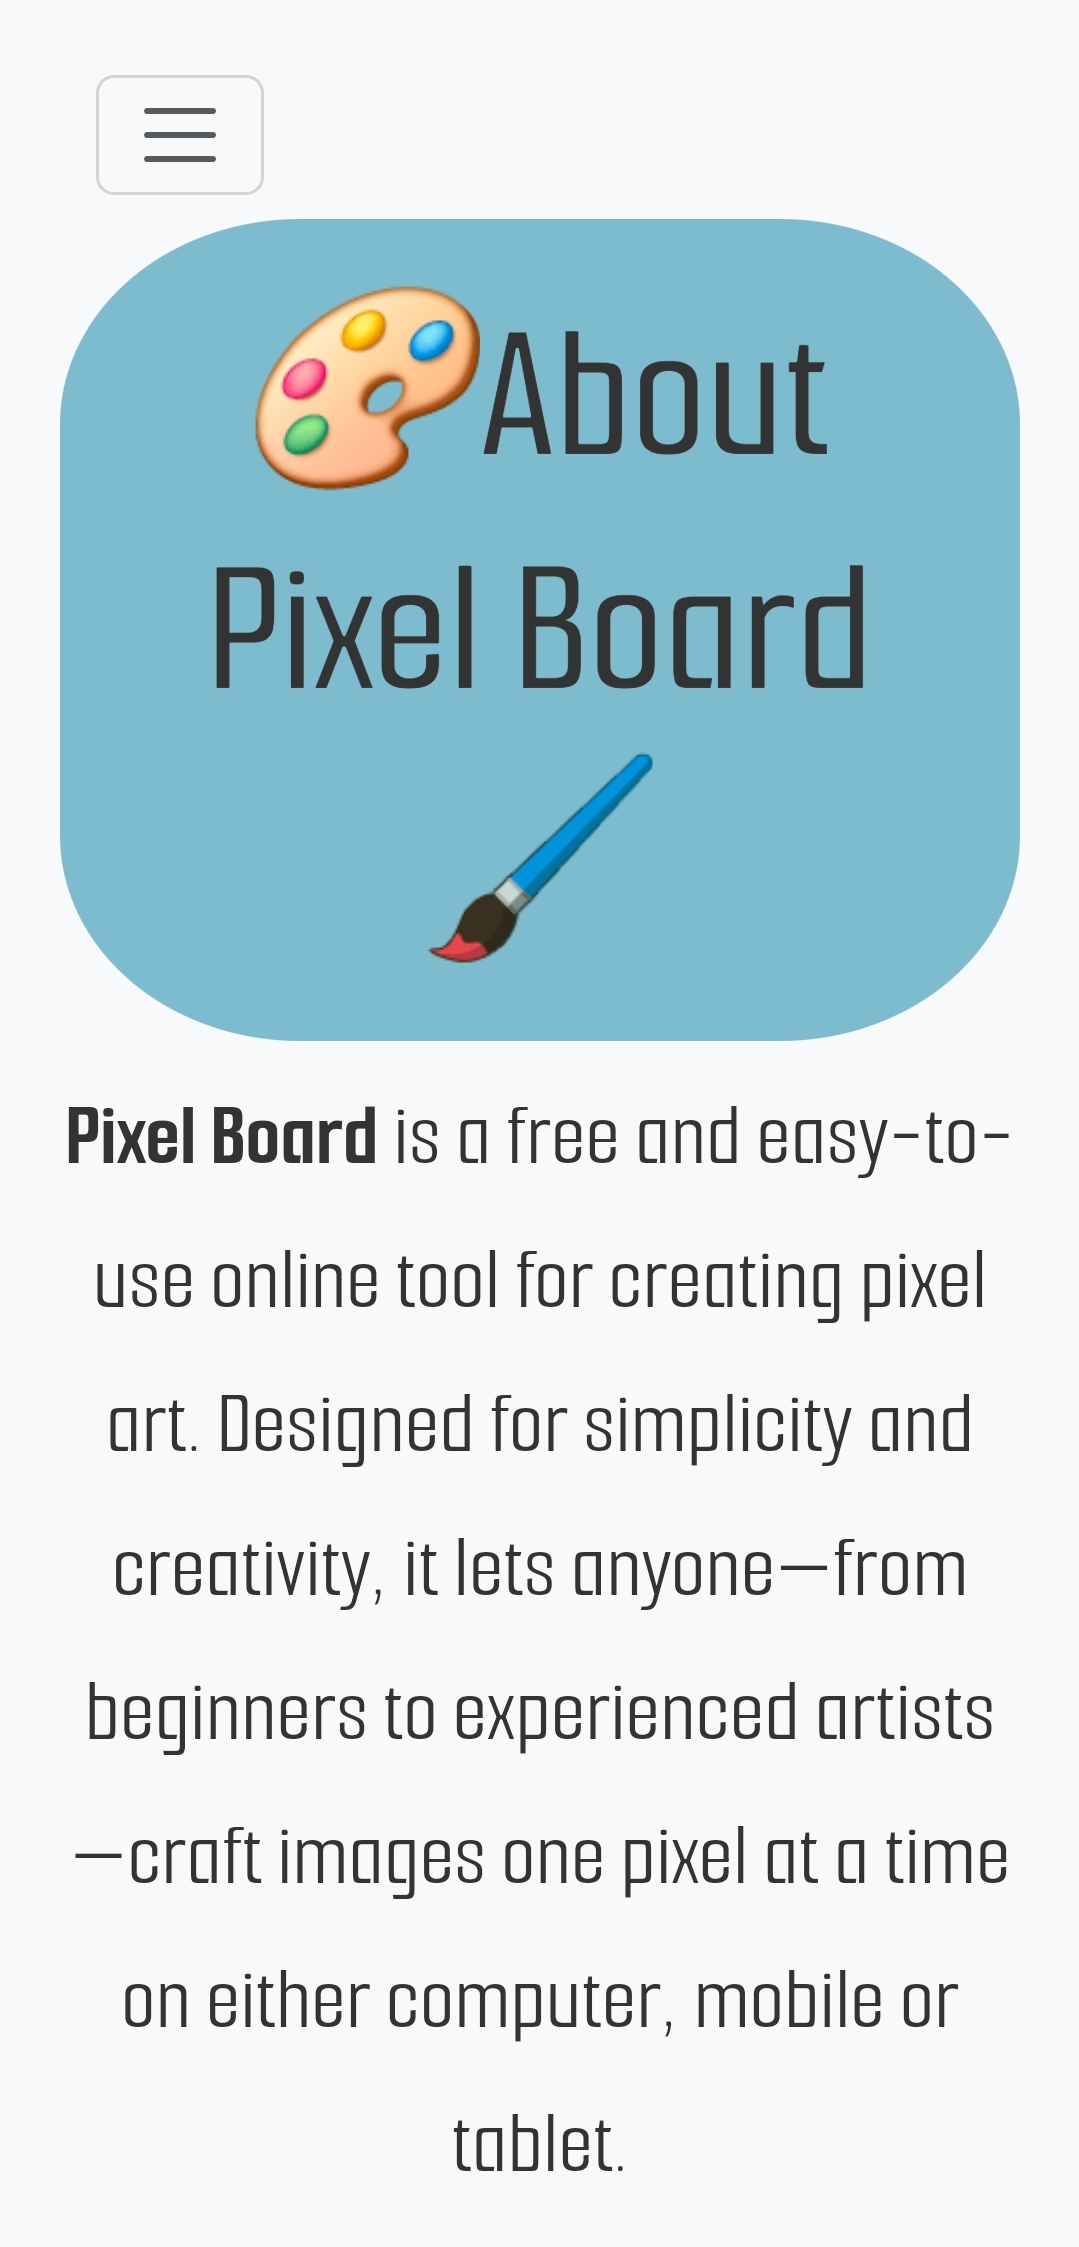 🎨About
Pixel Board
🖌️
Pixel Board is a free and easy-to-
use online tool for creating pixel
art. Designed for simplicity and
creativity, it lets anyone—from
beginners to experienced artists
—craft images one pixel at a time
on either computer, mobile or
tablet.